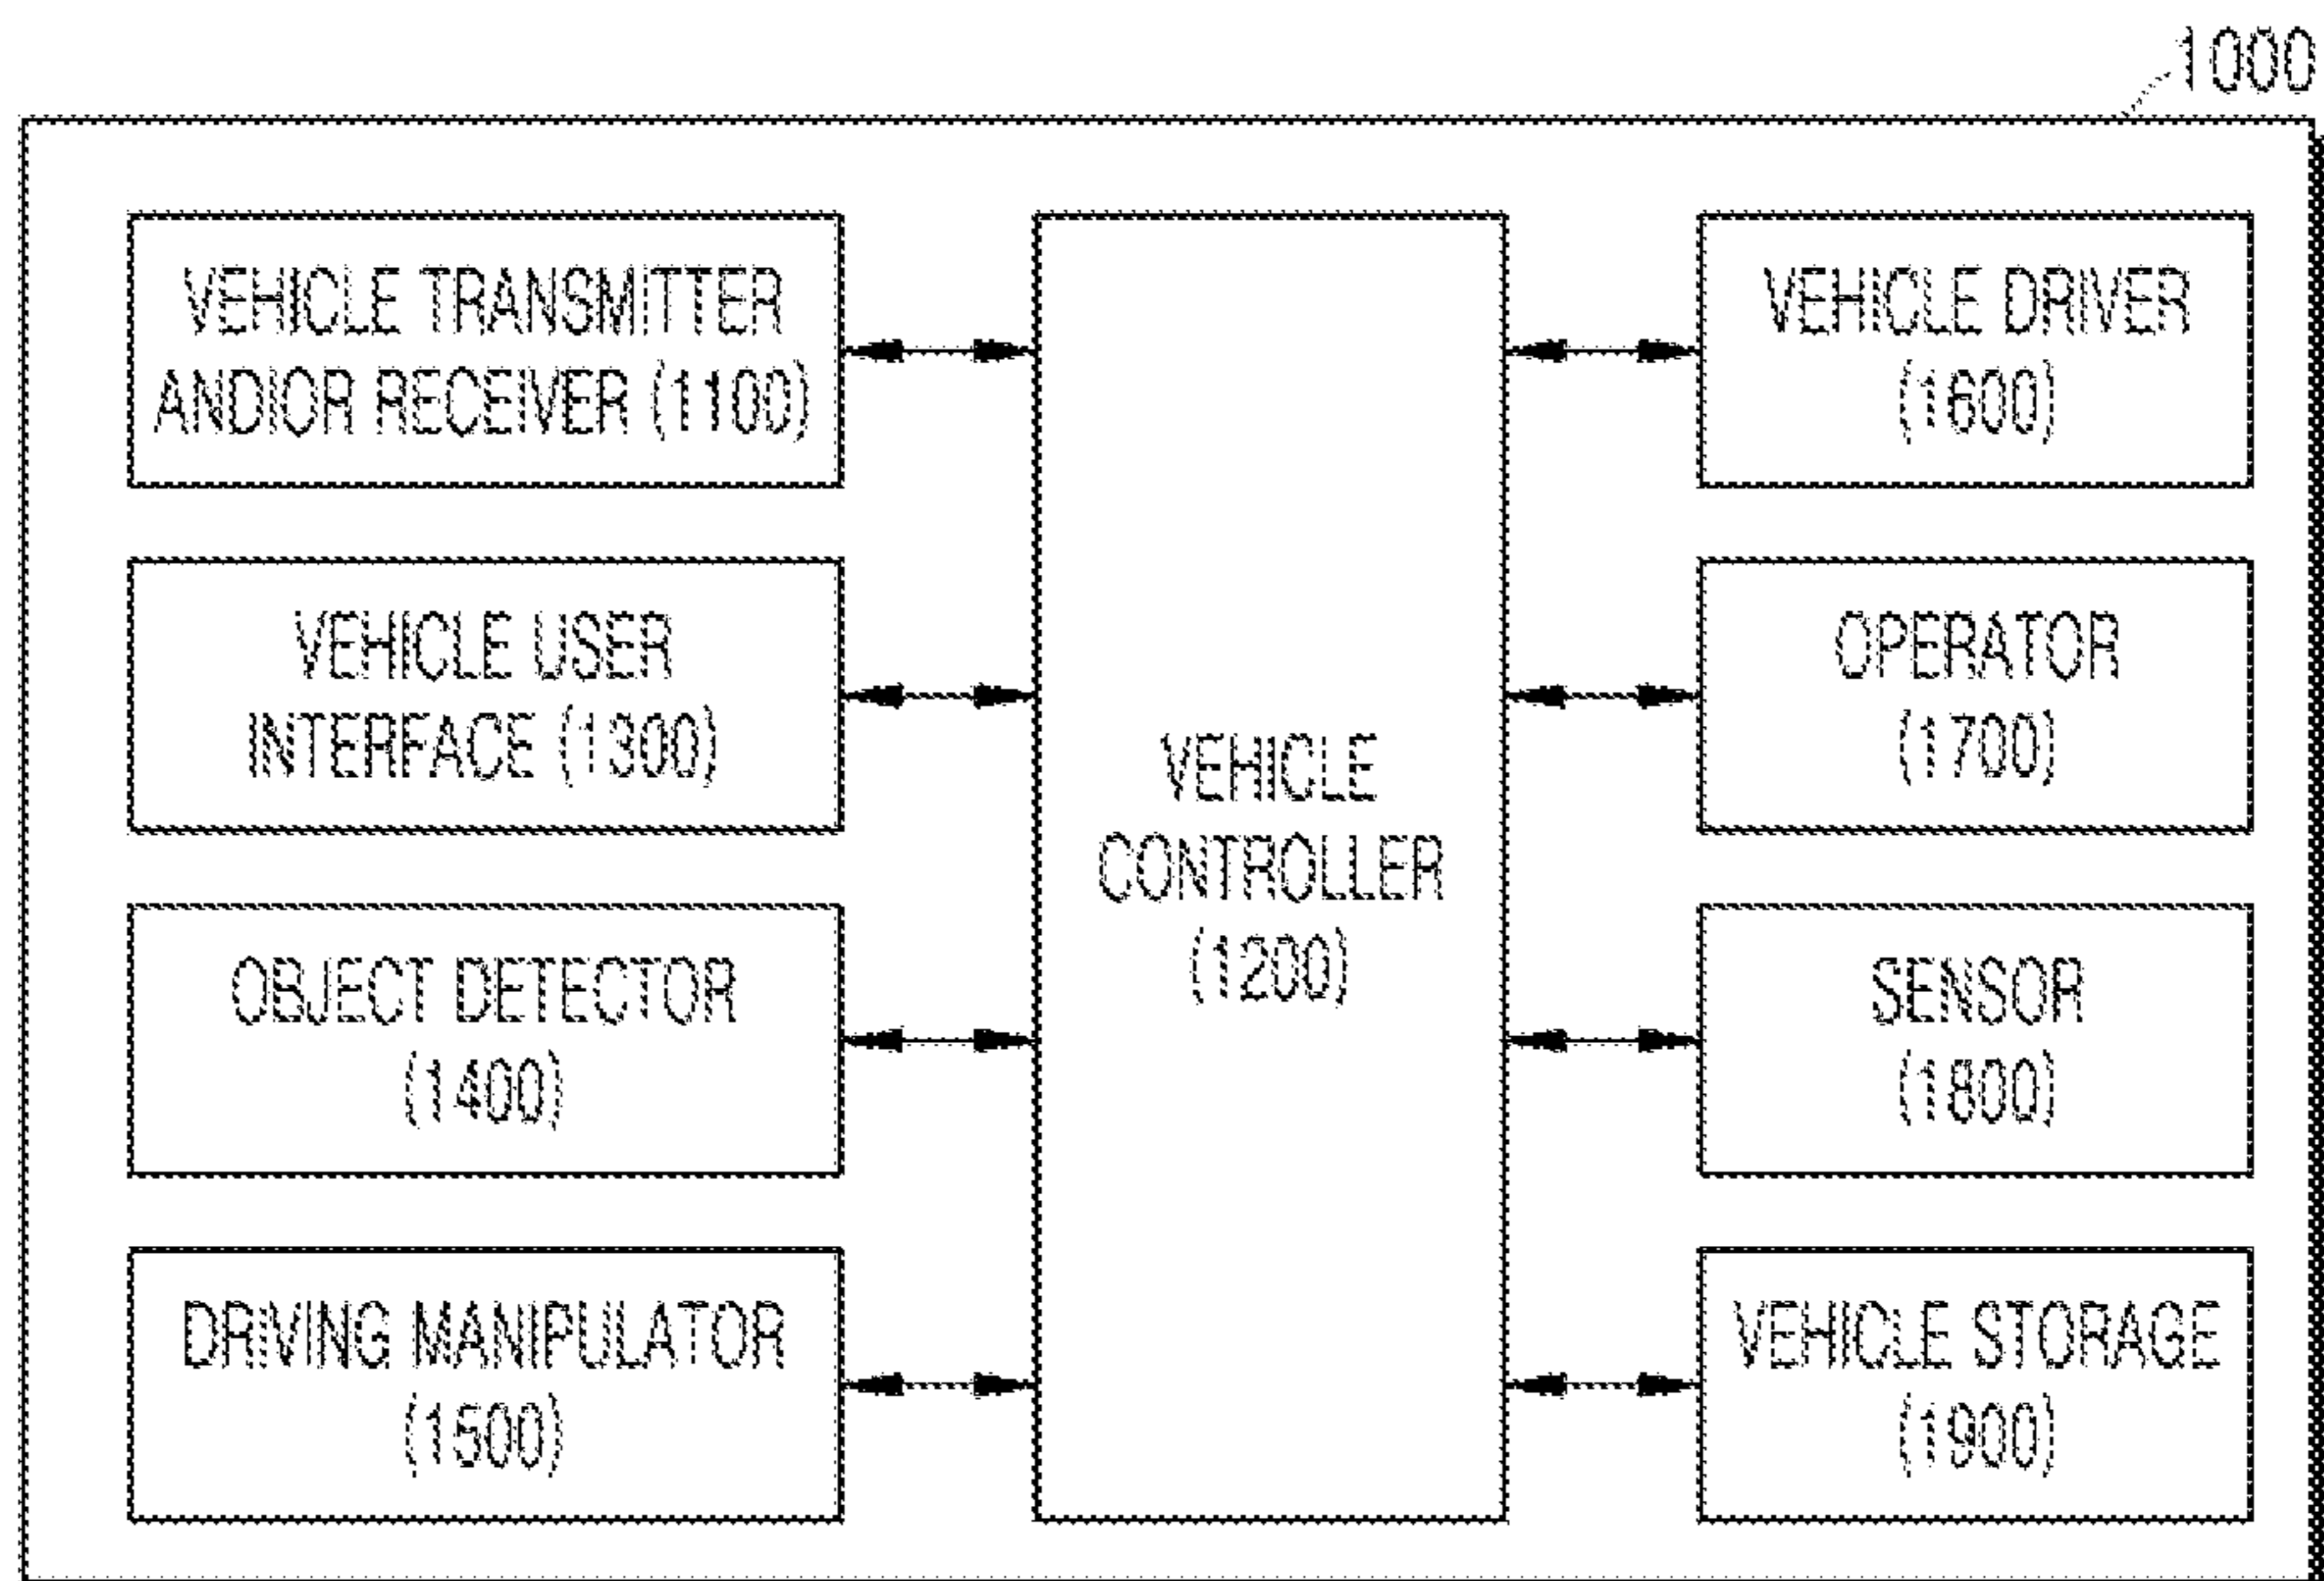 1000
VEHICLE TRANSMITTER
ANDIOR RECEIVER (1100)
VEHICLE USER
INTERFACE (1300)
OBJECT DETECTOR
(1400)
DRIVING MANIPULATOR
(1500)
VEHICLE
CONTROLLER
(1200)
VEHICLE DRIVER
(1600)
OPERATOR
(1700)
SENSOR
(1800)
VEHICLE STORAGE
(1900)